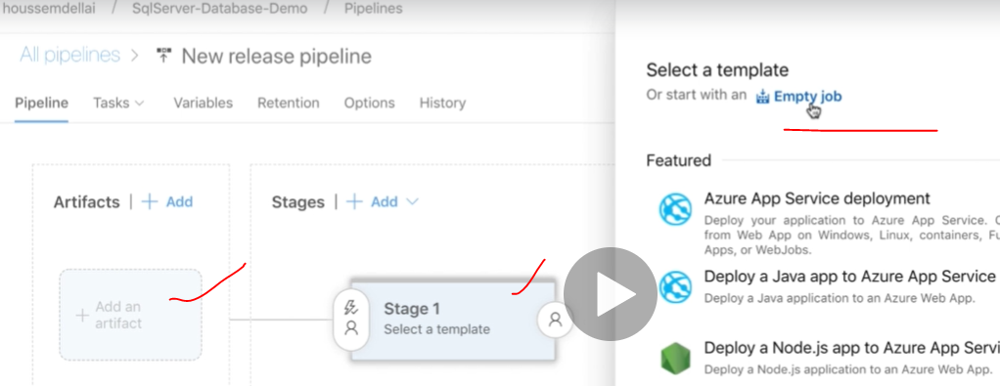 houssemdellai / SqlServer-Database-Demo / Pipelines
All pipelines > New release pipeline
Pipeline Tasks Variables Retention Options History
Artifacts | + Add
Stages | + Add
+ Add an
artifact
Stage 1
Select a template
Select a template
Or start with an Empty job
Featured
Azure App Service deployment
Deploy your application to Azure App Service.
from Web App on Windows, Linux, containers,
Apps, or WebJobs.
Deploy a Java app to Azure App Service
Deploy a Java application to an Azure Web App.
Deploy a Node.js app to Azure App Servi
Deploy a Node.js application to an Azure Web App.